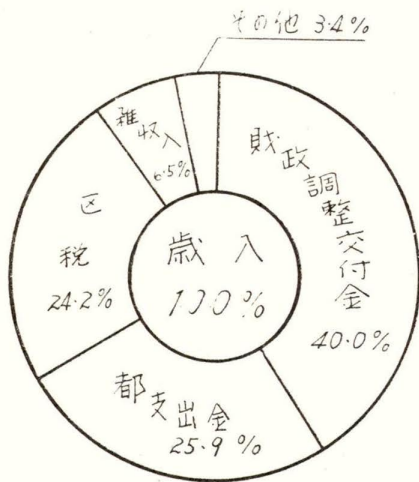 その他 3.4%
財政調整交付金
40.0%
都支出金
25.9%
区税
24.2%
雑収入
6.5%
歳入
100%